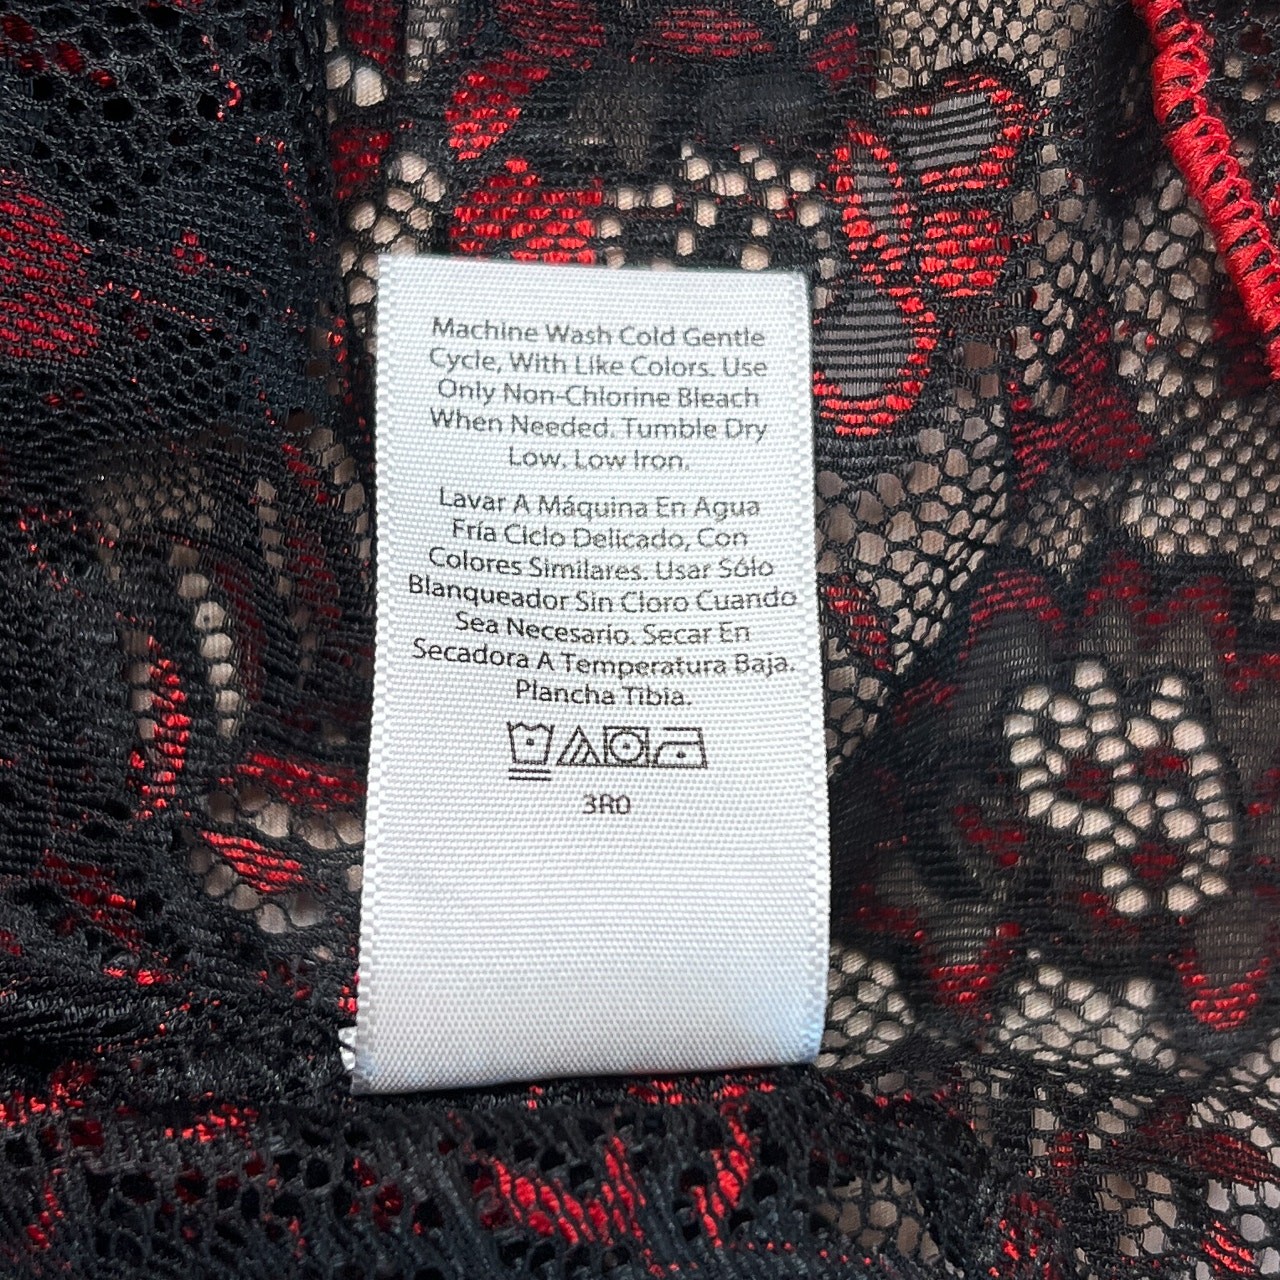 Machine Wash Cold Gentle
Cycle, With Like Colors. Use
Only Non-Chlorine Bleach
When Needed. Tumble Dry
Low. Low Iron.
Lavar A Máquina En Agua
Fría Ciclo Delicado, Con
Colores Similares. Usar Sólo
Blanqueador Sin Cloro Cuando
Sea Necesario. Secar En
Secadora A Temperatura Baja.
Plancha Tibia.
3R0